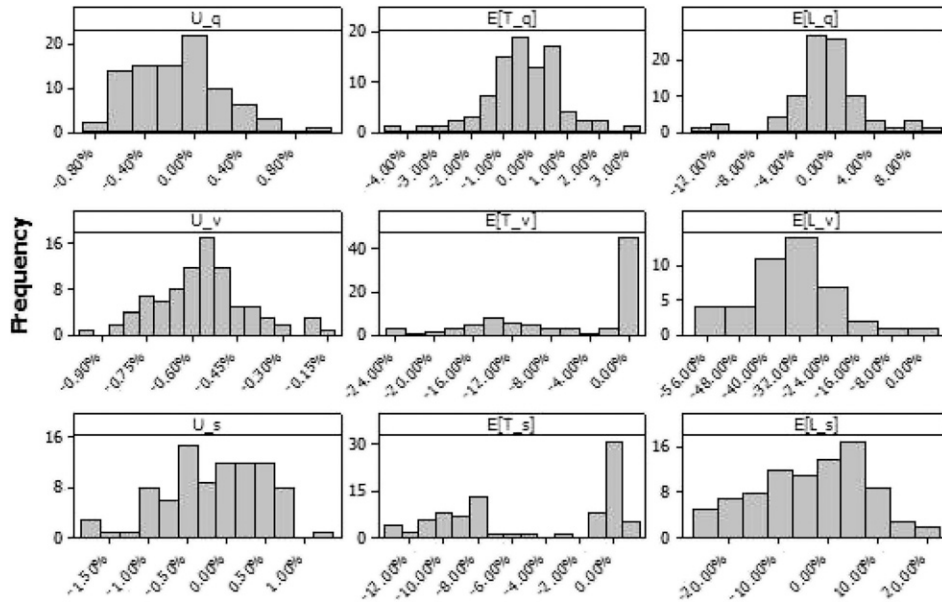 U_q E[T_q] E[L_q]
20 10 0
20 10 0
20 10 0
-0.80% -0.40% 0.00% 0.40% 0.80%
-4.00% -3.00% -2.00% -1.00% 0.00% 1.00% 2.00% 3.00%
-12.00% -8.00% -4.00% 0.00% 4.00% 8.00%
Frequency
U_v E[T_v] E[L_v]
16 8 0
40 20 0
10 5 0
-0.90% -0.75% -0.60% -0.45% -0.30% -0.15%
-24.00% -20.00% -16.00% -12.00% -8.00% -4.00% 0.00%
-56.00% -48.00% -40.00% -32.00% -24.00% -16.00% -8.00% 0.00%
U_s E[T_s] E[L_s]
16 8 0
30 15 0
16 8 0
-1.50% -1.00% -0.50% 0.00% 0.50% 1.00%
-12.00% -10.00% -8.00% -6.00% -4.00% -2.00% 0.00%
-20.00% -10.00% 0.00% 10.00% 20.00%